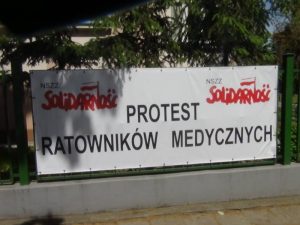 NSZZ
Solidarność
NSZZ
Solidarność
PROTEST
RATOWNIKÓW MEDYCZNYCH